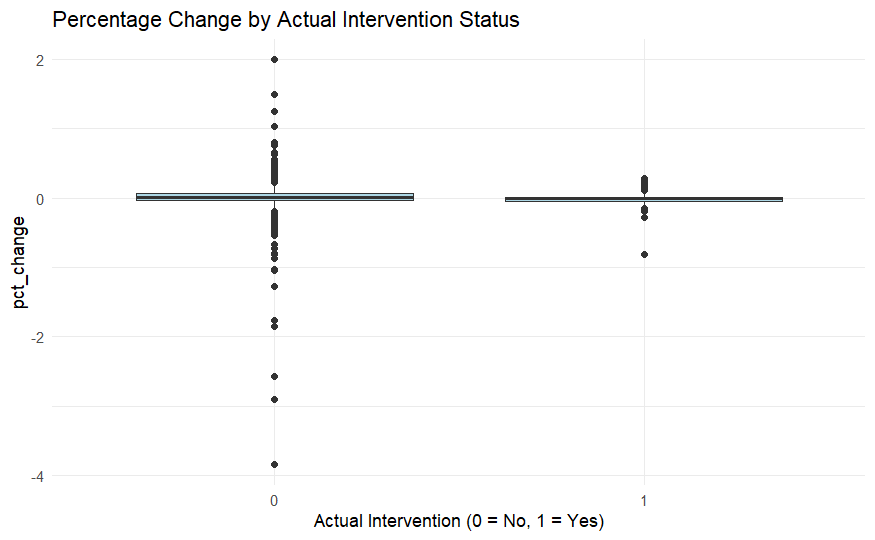 Percentage Change by Actual Intervention Status
pct_change
2
0
-2
-4
0 1
Actual Intervention (0 = No, 1 = Yes)